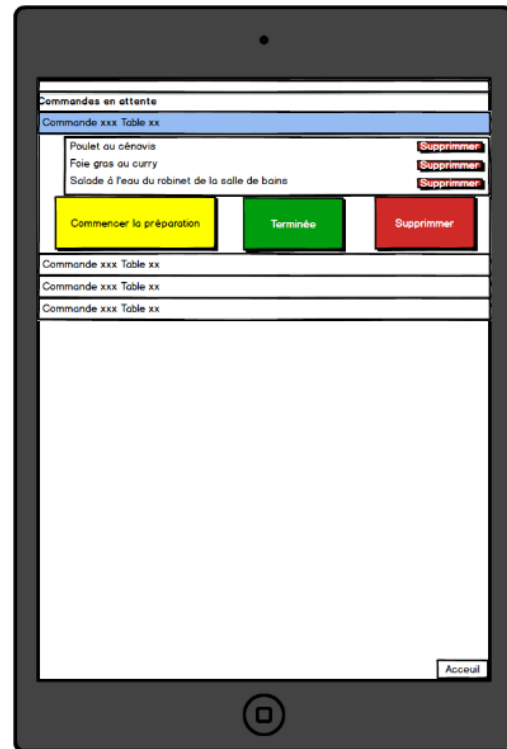 Commandes en attente
Commande xxx Table xx
Poulet au cénovis Supprimmer
Foie gras au curry Supprimmer
Salade à l'eau du robinet de la salle de bains Supprimmer
Commencer la préparation Terminée Supprimmer
Commande xxx Table xx
Commande xxx Table xx
Commande xxx Table xx
Acceuil